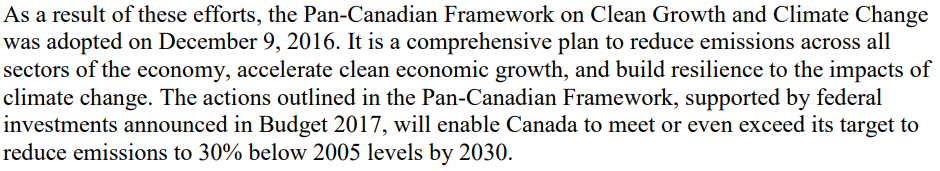 As a result of these efforts, the Pan-Canadian Framework on Clean Growth and Climate Change
was adopted on December 9, 2016. It is a comprehensive plan to reduce emissions across all
sectors of the economy, accelerate clean economic growth, and build resilience to the impacts of
climate change. The actions outlined in the Pan-Canadian Framework, supported by federal
investments announced in Budget 2017, will enable Canada to meet or even exceed its target to
reduce emissions to 30% below 2005 levels by 2030.